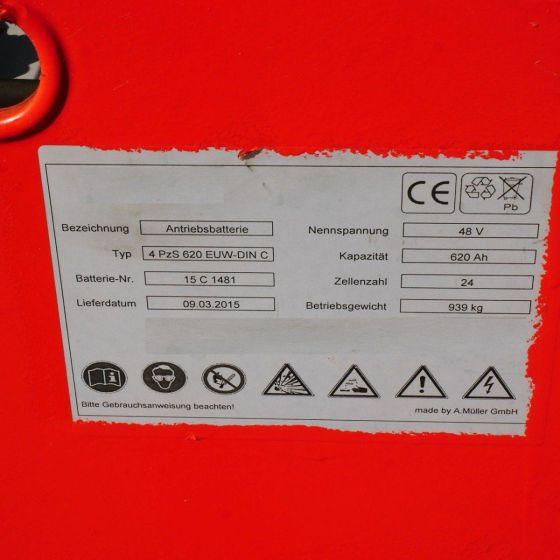 CE
Pb
Bezeichnung Antriebsbatterie
Nennspannung 48 V
Typ 4 PzS 620 EUW-DIN C
Kapazität 620 Ah
Batterie-Nr. 15 C 1481
Zellenzahl 24
Lieferdatum 09.03.2015
Betriebsgewicht 939 kg
Bitte Gebrauchsanweisung beachten!
made by A.Müller GmbH